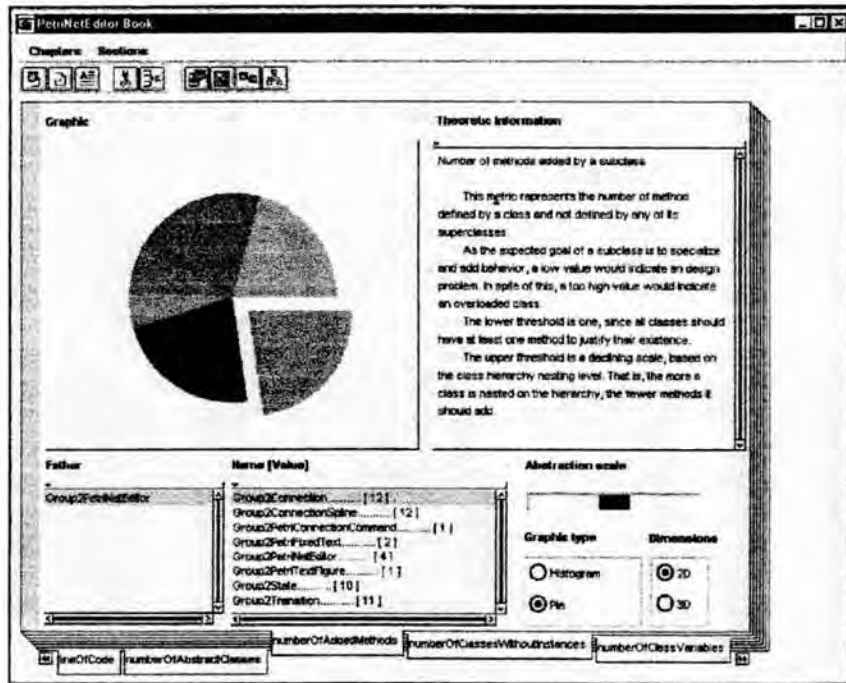 PetriNetEditor Book
Chapters Sections
Graphic
Theoretic Information
Number of methods added by a subclass
This metric represents the number of method
defined by a class and not defined by any of its
superclasses.
As the expected goal of a subclass is to specialize
and add behavior, a low value would indicate an design
problem. In spite of this, a too high value would indicate
an overloaded class.
The lower threshold is one, since all classes should
have at least one method to justify their existence.
The upper threshold is a declining scale, based on
the class hierarchy nesting level. That is, the more a
class is nested on the hierarchy, the fewer methods it
should add.
Father
Group2PetriNetEditor
Name [Value]
Group2Connection.........[ 12 ] .
Group2ConnectionSpline..........[ 12 ]
Group2PetriConnectionCommand..........[ 1 ]
Group2PetriFixedText..........[ 2 ]
Group2PetriNetEditor..........[ 4 ]
Group2PetriTextFigure..........[ 1 ]
Group2State..........[ 10 ]
Group2Transition..........[ 11 ]
Abstraction scale
Graphic type
Histogram
Pie
Dimensions
2D
3D
lineOfCode
numberOfAbstractClasses
numberOfAddedMethods
numberOfClassesWithoutInstances
numberOfClassVariables